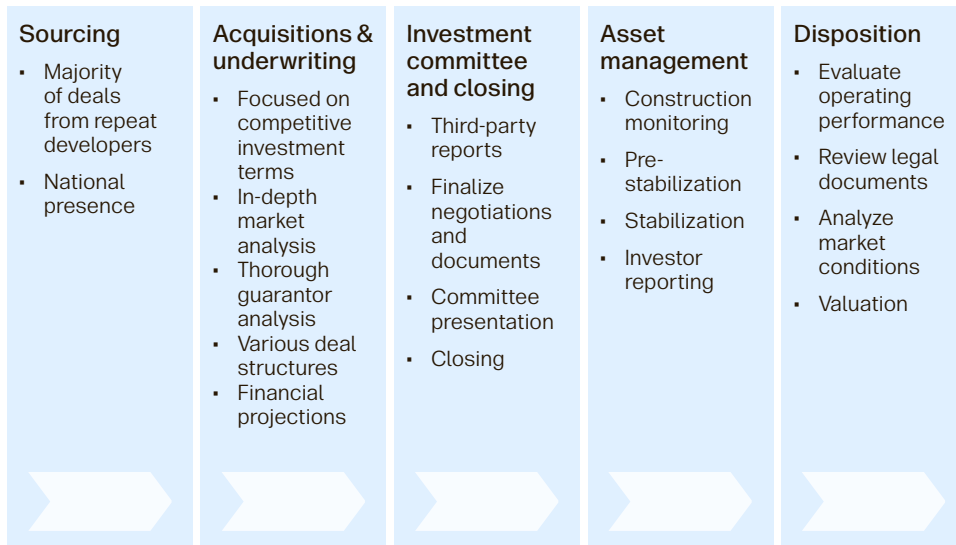 Sourcing
▪ Majority
of deals
from repeat
developers
▪ National
presence
Acquisitions &
underwriting
▪ Focused on
competitive
investment
terms
▪ In-depth
market
analysis
▪ Thorough
guarantor
analysis
▪ Various deal
structures
▪ Financial
projections
Investment
committee
and closing
▪ Third-party
reports
▪ Finalize
negotiations
and
documents
▪ Committee
presentation
▪ Closing
Asset
management
▪ Construction
monitoring
▪ Pre-
stabilization
▪ Stabilization
▪ Investor
reporting
Disposition
▪ Evaluate
operating
performance
▪ Review legal
documents
▪ Analyze
market
conditions
▪ Valuation